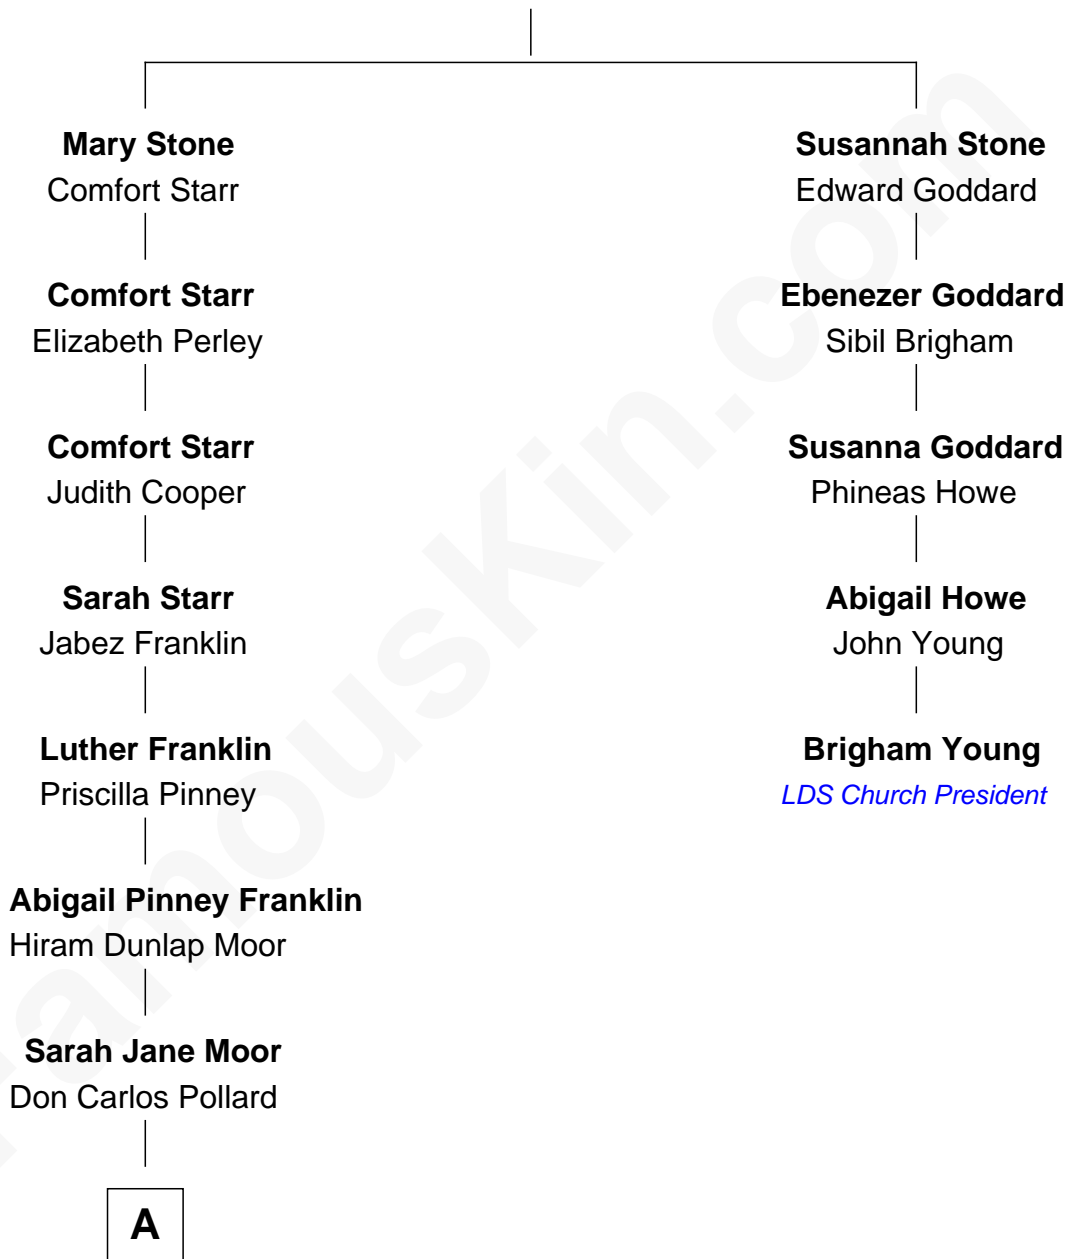 Mary Stone
Comfort Starr
Susannah Stone
Edward Goddard
Comfort Starr
Elizabeth Perley
Ebenezer Goddard
Sibil Brigham
Comfort Starr
Judith Cooper
Susanna Goddard
Phineas Howe
Sarah Starr
Jabez Franklin
Abigail Howe
John Young
Luther Franklin
Priscilla Pinney
Brigham Young
LDS Church President
Abigail Pinney Franklin
Hiram Dunlap Moor
Sarah Jane Moor
Don Carlos Pollard
A
FamousKin.com